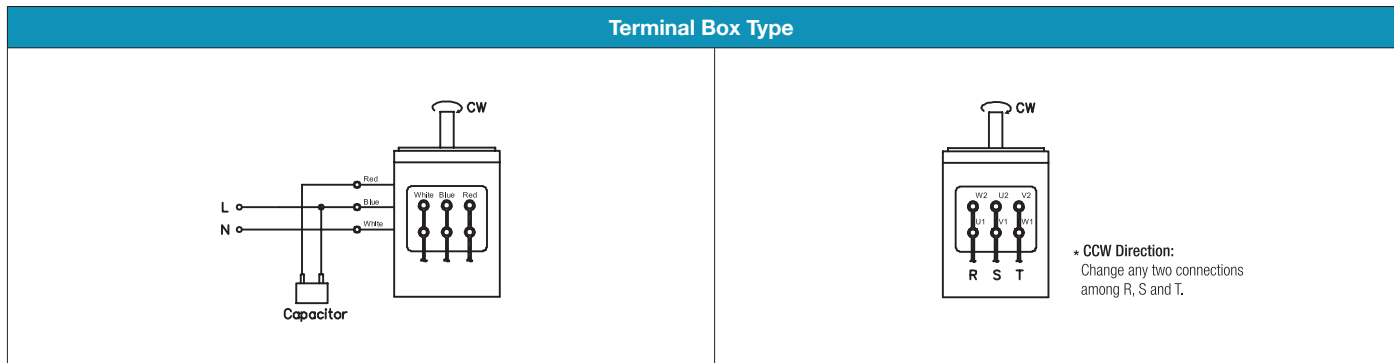 Terminal Box Type
CW
Red
White Blue Red
L
Blue
N
White
Capacitor
CW
W2 U2 V2
U1 V1 W1
R S T
* CCW Direction:
Change any two connections
among R, S and T.